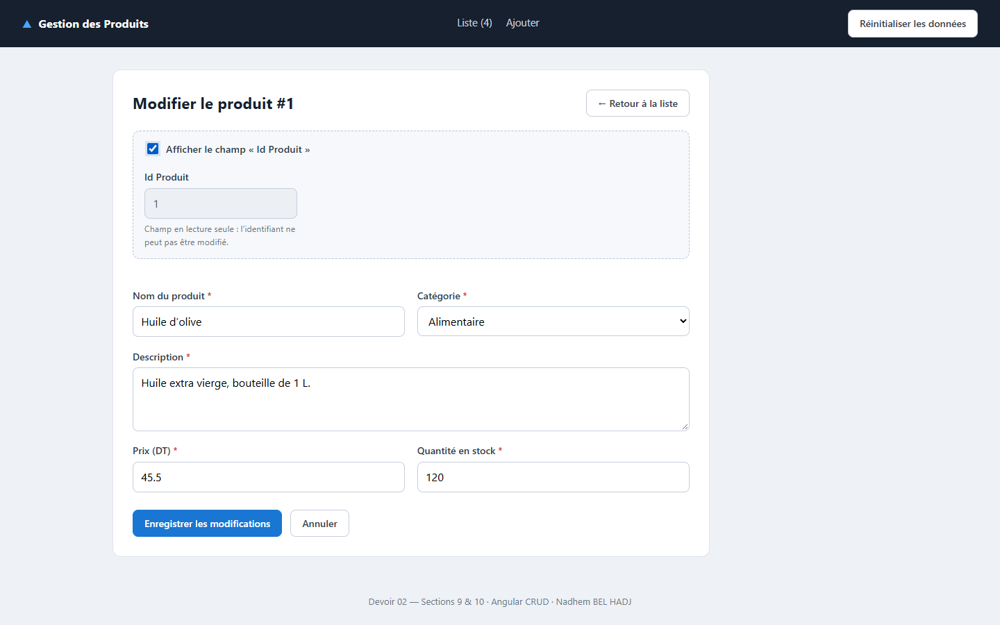 Gestion des Produits
Liste (4)
Ajouter
Réinitialiser les données
Modifier le produit #1
← Retour à la liste
Afficher le champ « Id Produit »
Id Produit
1
Champ en lecture seule : l'identifiant ne
peut pas être modifié.
Nom du produit *
Catégorie *
Huile d'olive
Alimentaire
Description *
Huile extra vierge, bouteille de 1 L.
Prix (DT) *
Quantité en stock *
45.5
120
Enregistrer les modifications
Annuler
Devoir 02 — Sections 9 & 10 · Angular CRUD · Nadhem BEL HADJ